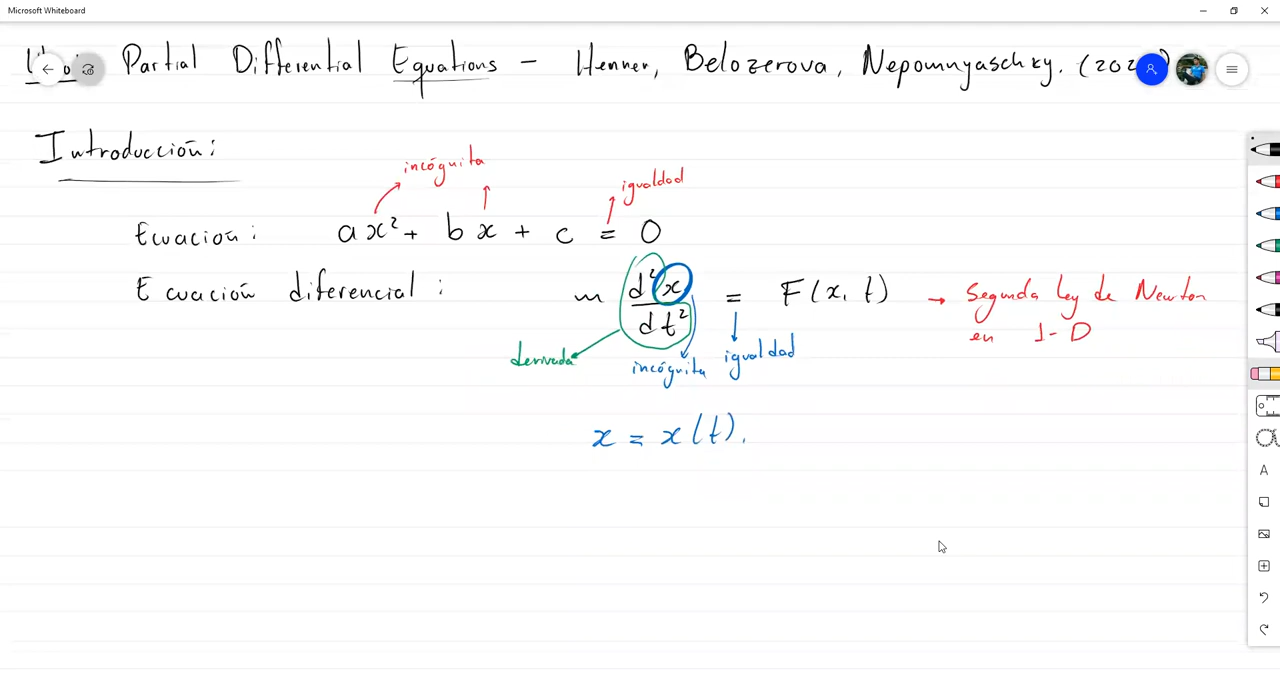 Microsoft Whiteboard
Partial Differential Equations - Henner, Belozerova, Nepomnyaschky.
Introducción:
incógnita
igualdad
Ecuación: ax² + bx + c = 0
Ecuación diferencial: m d²x/dt² = F(x, t) → Segunda Ley de Newton
en 1-D
derivada incógnita igualdad
x = x(t).
A